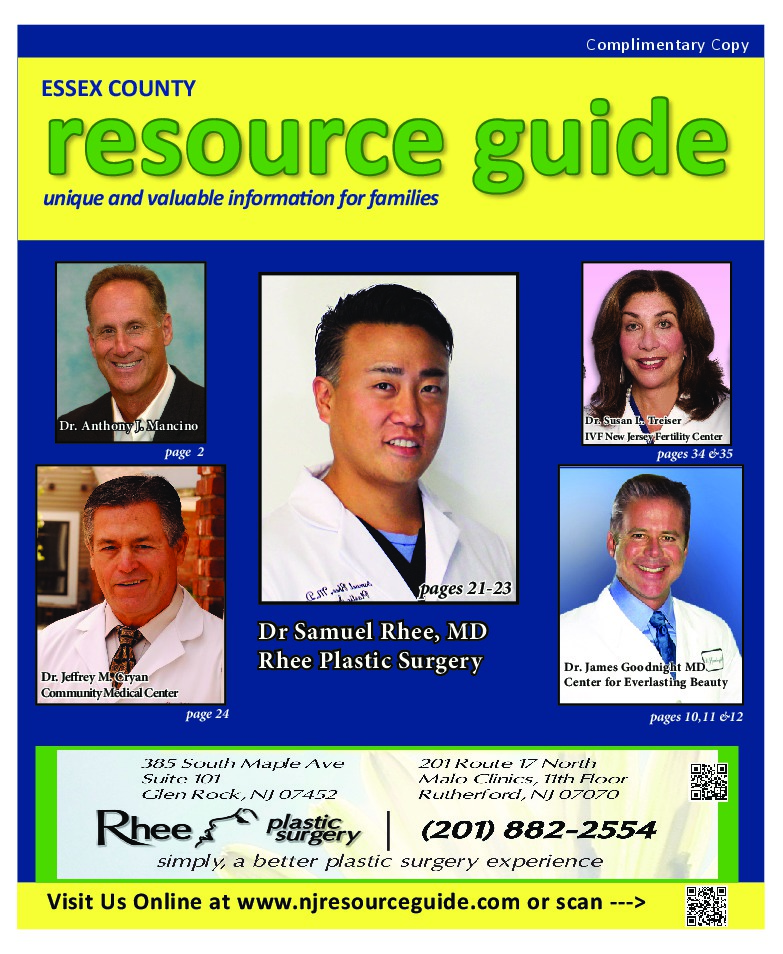 Complimentary Copy
ESSEX COUNTY
resource guide
unique and valuable information for families
Dr. Anthony J. Mancino
page 2
Dr. Susan L. Treiser
IVF New Jersey Fertility Center
pages 34 &35
pages 21-23
Dr Samuel Rhee, MD
Rhee Plastic Surgery
Dr. Jeffrey M. Cryan
Community Medical Center
page 24
Dr. James Goodnight MD
Center for Everlasting Beauty
pages 10,11 &12
385 South Maple Ave
Suite 101
Glen Rock, NJ 07452
201 Route 17 North
Malo Clinics, 11th Floor
Rutherford, NJ 07070
Rhee plastic surgery | (201) 882-2554
simply, a better plastic surgery experience
Visit Us Online at www.njresourceguide.com or scan --->